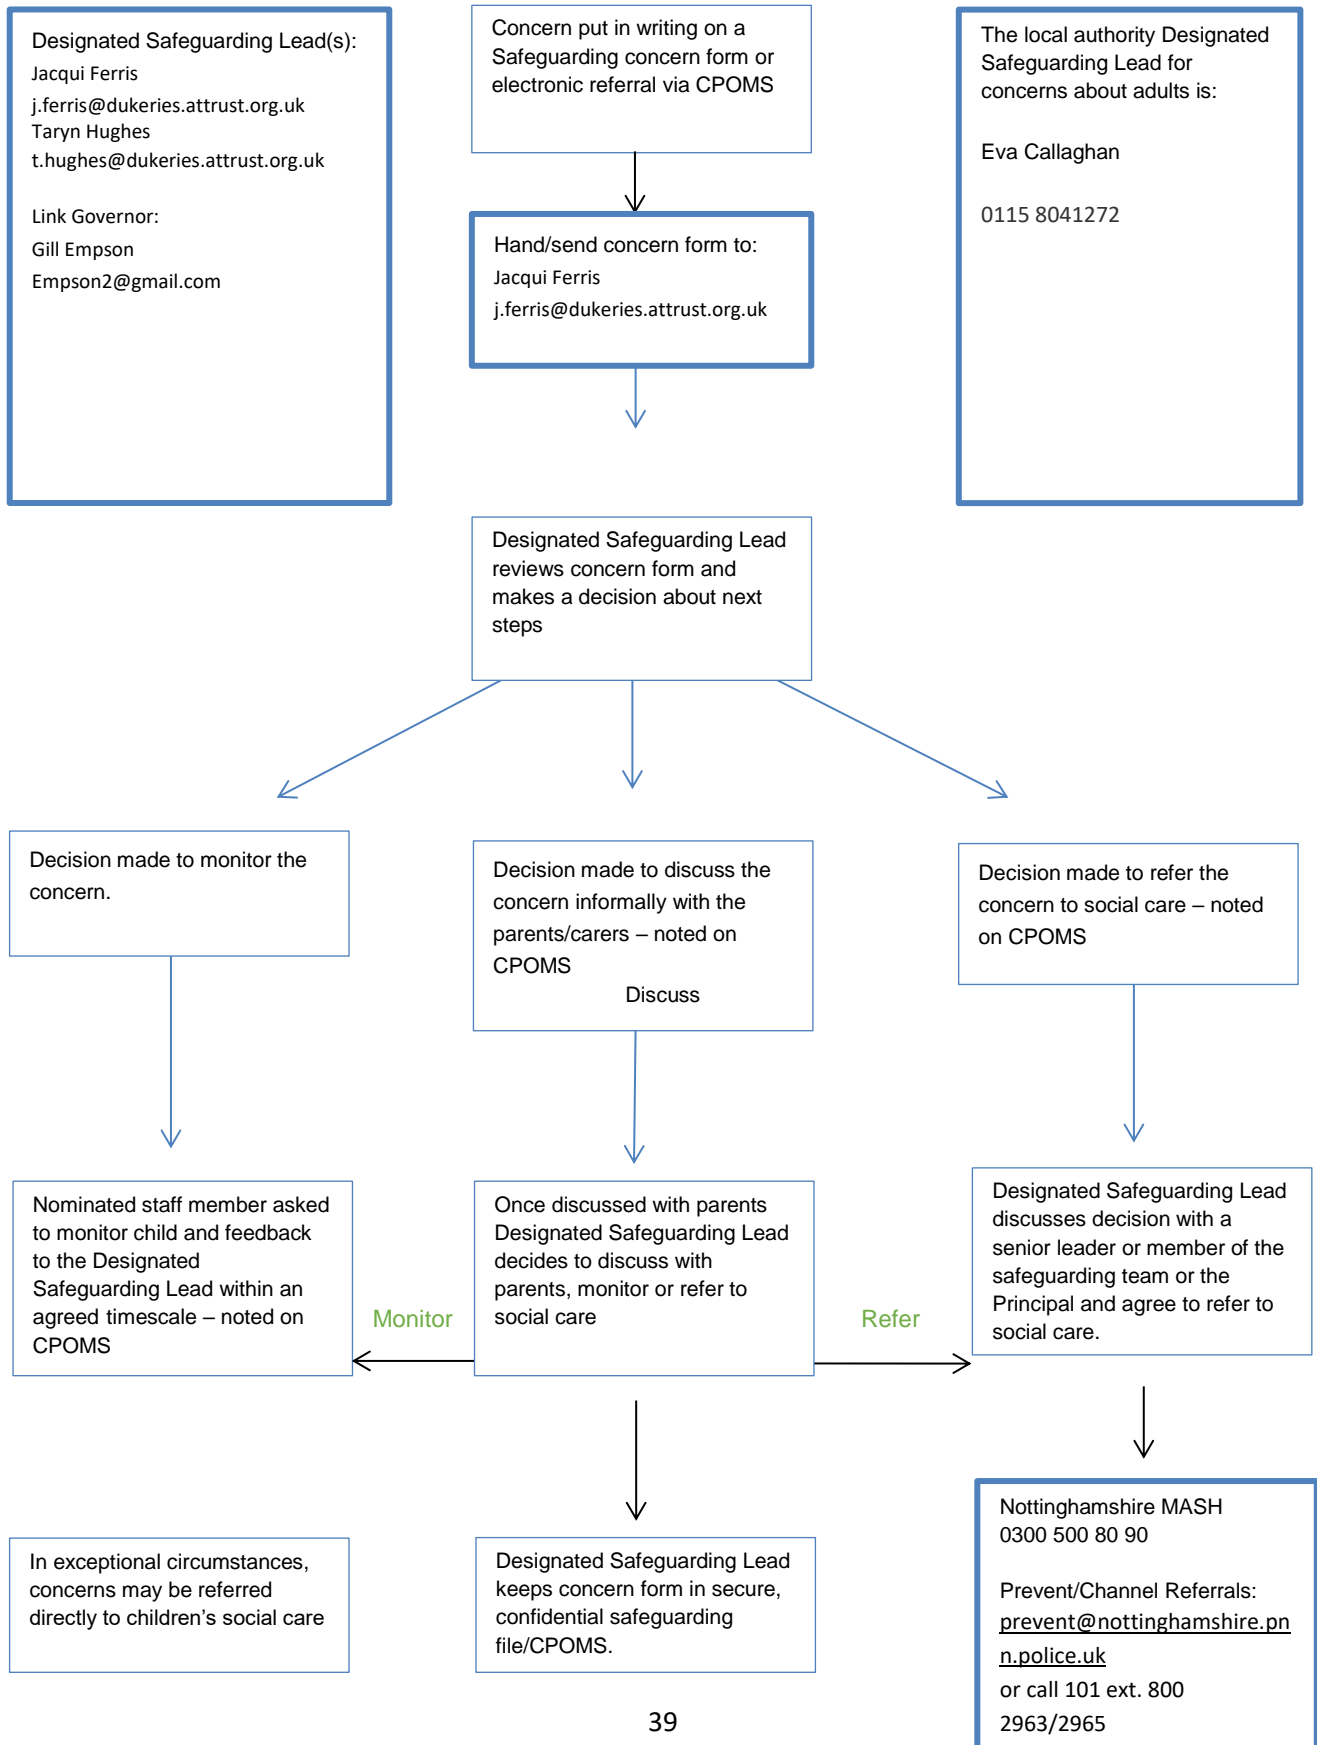 Designated Safeguarding Lead(s):
Jacqui Ferris
j.ferris@dukeries.attrust.org.uk
Taryn Hughes
t.hughes@dukeries.attrust.org.uk
Link Governor:
Gill Empson
Empson2@gmail.com
Concern put in writing on a
Safeguarding concern form or
electronic referral via CPOMS
The local authority Designated
Safeguarding Lead for
concerns about adults is:
Eva Callaghan
0115 8041272
Hand/send concern form to:
Jacqui Ferris
j.ferris@dukeries.attrust.org.uk
Designated Safeguarding Lead
reviews concern form and
makes a decision about next
steps
Decision made to monitor the
concern.
Decision made to discuss the
concern informally with the
parents/carers – noted on
CPOMS
Discuss
Decision made to refer the
concern to social care – noted
on CPOMS
Nominated staff member asked
to monitor child and feedback
to the Designated
Safeguarding Lead within an
agreed timescale – noted on
CPOMS
Monitor
Once discussed with parents
Designated Safeguarding Lead
decides to discuss with
parents, monitor or refer to
social care
Refer
Designated Safeguarding Lead
discusses decision with a
senior leader or member of the
safeguarding team or the
Principal and agree to refer to
social care.
In exceptional circumstances,
concerns may be referred
directly to children’s social care
Designated Safeguarding Lead
keeps concern form in secure,
confidential safeguarding
file/CPOMS.
Nottinghamshire MASH
0300 500 80 90
Prevent/Channel Referrals:
prevent@nottinghamshire.pn
n.police.uk
or call 101 ext. 800
2963/2965
39